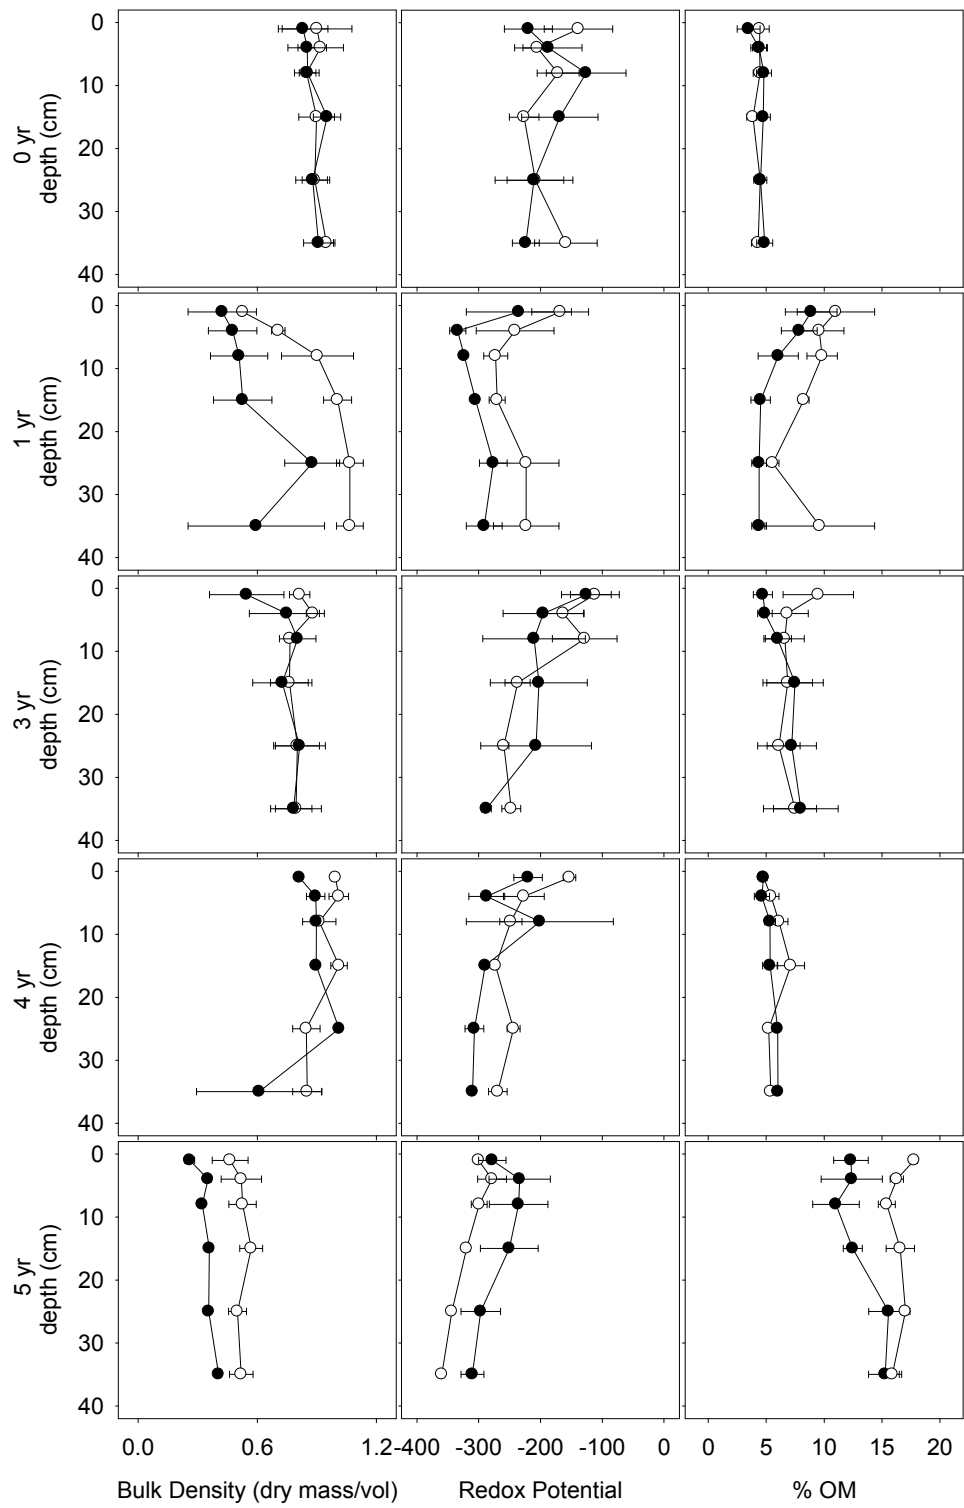 0
10
20
30
40
0 yr
depth (cm)
0
10
20
30
40
1 yr
depth (cm)
0
10
20
30
40
3 yr
depth (cm)
0
10
20
30
40
4 yr
depth (cm)
0
10
20
30
40
5 yr
depth (cm)
0.0 0.6 1.2 -400 -300 -200 -100 0 0 5 10 15 20
Bulk Density (dry mass/vol) Redox Potential % OM